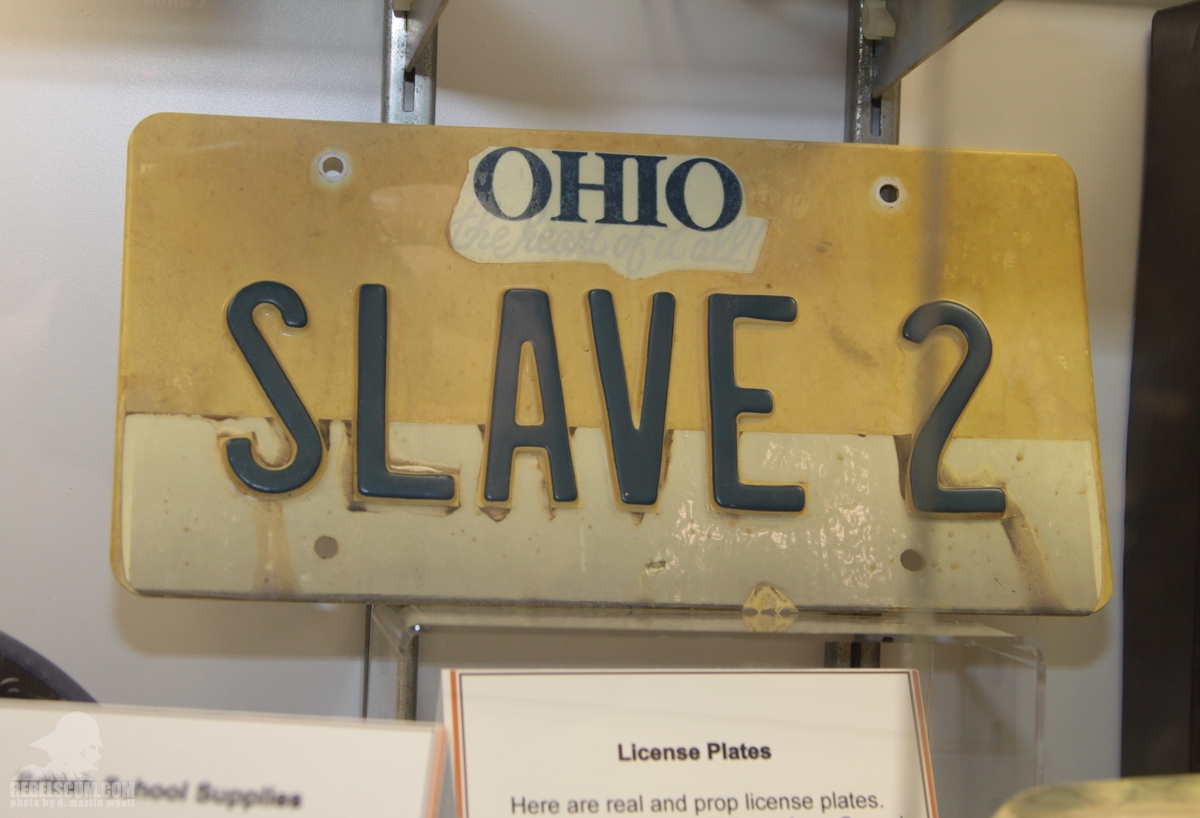 OHIO
the heart of it all!
SLAVE 2
License Plates
Here are real and prop license plates.
School Supplies
REBELSCUM.COM
photo by d. martin myatt